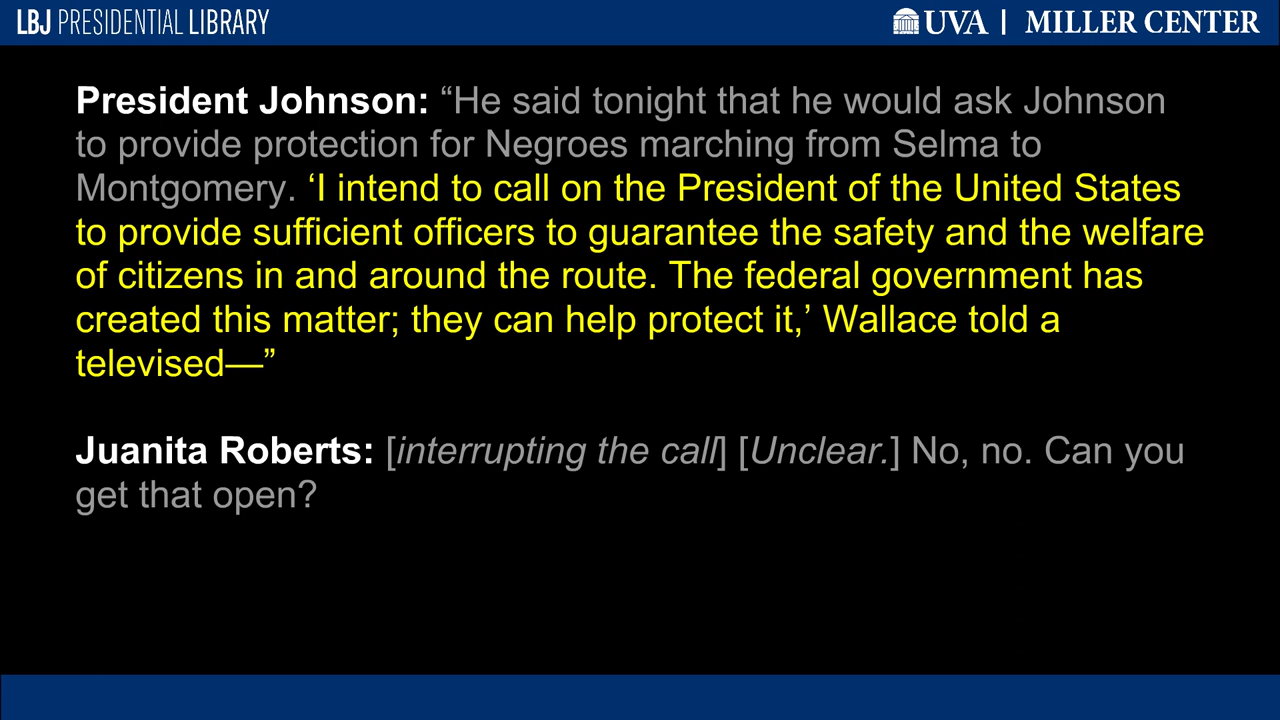 LBJ PRESIDENTIAL LIBRARY
UVA | MILLER CENTER
President Johnson: “He said tonight that he would ask Johnson
to provide protection for Negroes marching from Selma to
Montgomery. ‘I intend to call on the President of the United States
to provide sufficient officers to guarantee the safety and the welfare
of citizens in and around the route. The federal government has
created this matter; they can help protect it,’ Wallace told a
televised—”
Juanita Roberts: [interrupting the call] [Unclear.] No, no. Can you
get that open?